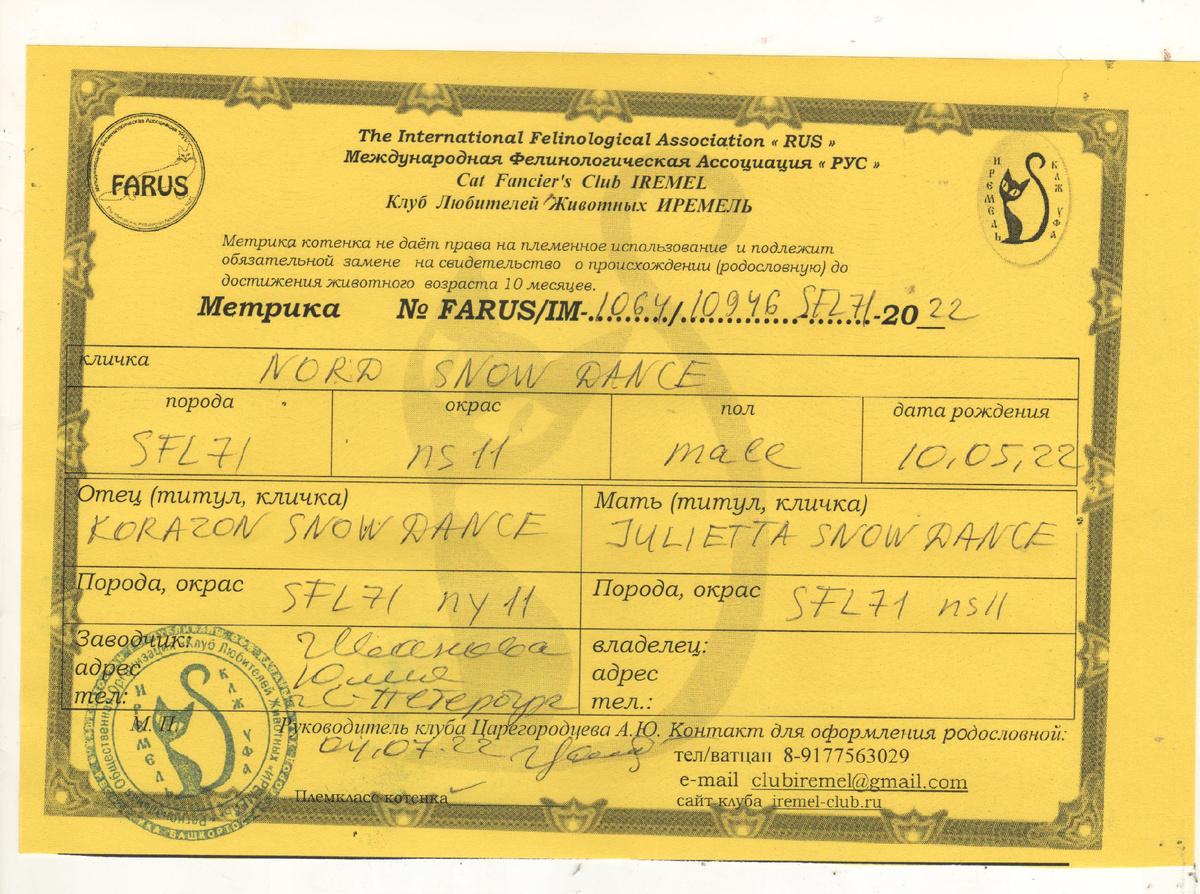 The International Felinological Association « RUS »
Международная Фелинологическая Ассоциация « РУС »
Cat Fancier's Club IREMEL
Клуб Любителей Животных ИРЕМЕЛЬ
FARUS
ИРЕМЕЛЬ
КЛЖ УФА
Метрика котенка не даёт права на племенное использование и подлежит
обязательной замене на свидетельство о происхождении (родословную) до
достижения животного возраста 10 месяцев.
Метрика № FARUS/IM-1064/10946 SFL71-2022
кличка NORD SNOW DANCE
порода окрас пол дата рождения
SFL71 ns 11 male 10,05,22
Отец (титул, кличка) Мать (титул, кличка)
KORAZON SNOW DANCE JULIETTA SNOW DANCE
Порода, окрас SFL71 ny 11 Порода, окрас SFL71 ns11
Заводчик: владелец:
адрес Юлия адрес
тел: г С-Петербург тел.:
М. П. Руководитель клуба Царегородцева А.Ю. Контакт для оформления родословной:
04,07.22 тел/ватцап 8-9177563029
e-mail clubiremel@gmail.com
Племкласс котенка сайт клуба iremel-club.ru
ИРЕМЕЛЬ
КЛЖ УФА